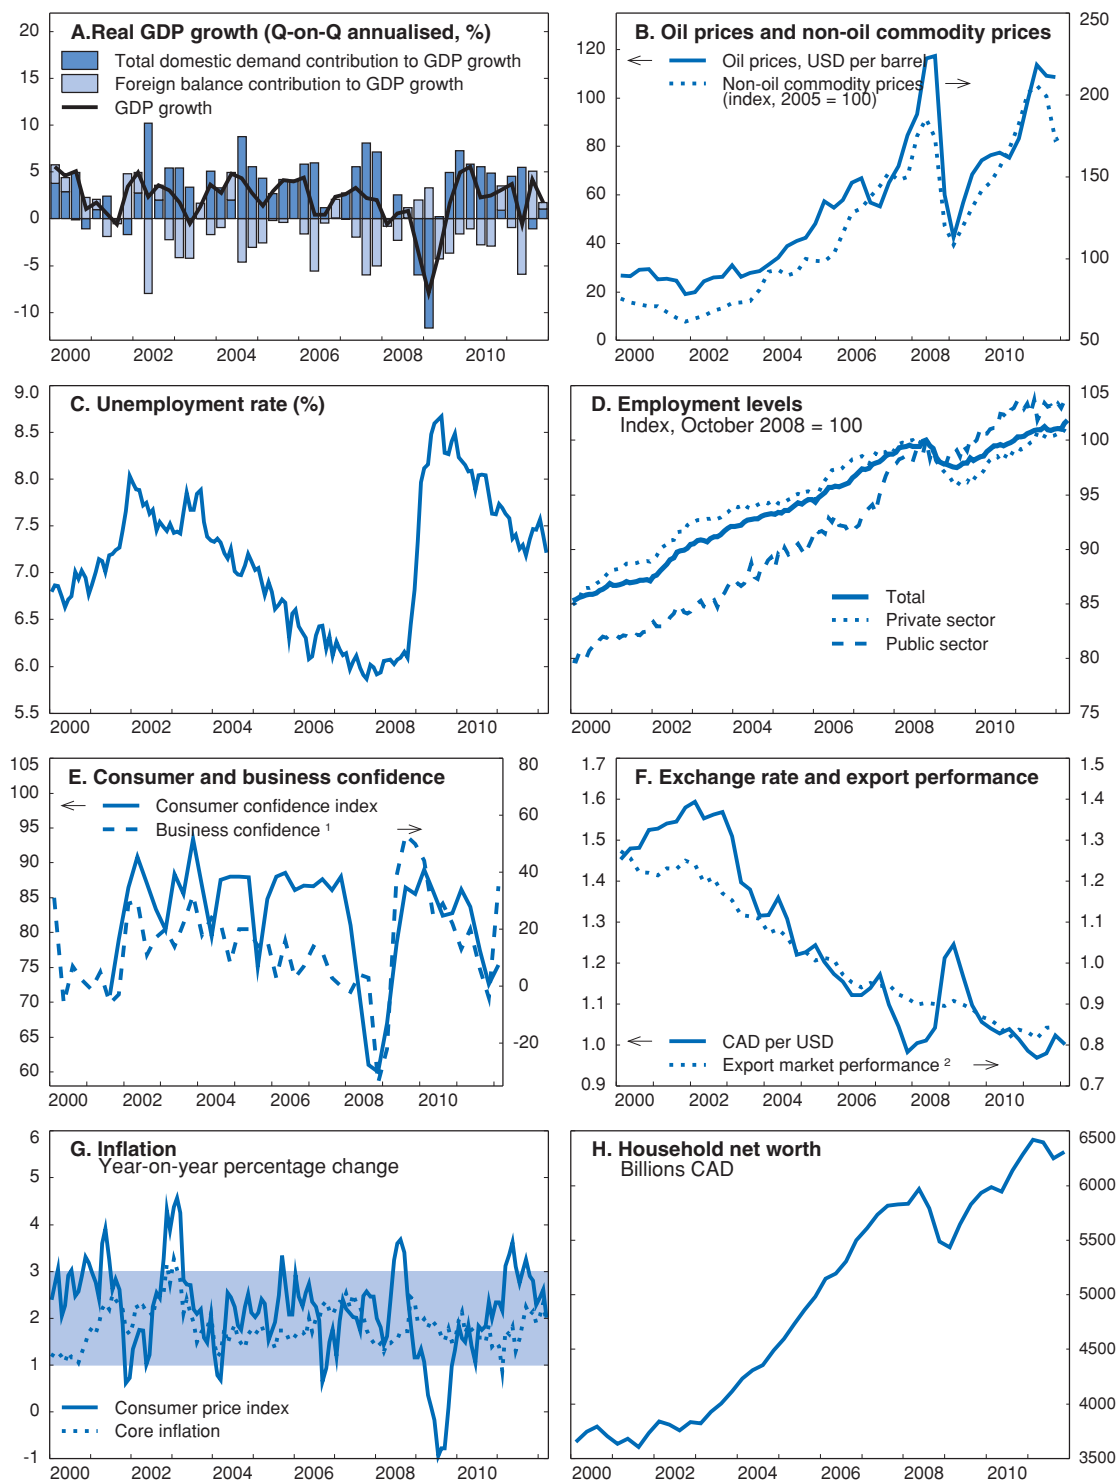 A.Real GDP growth (Q-on-Q annualised, %)
Total domestic demand contribution to GDP growth
Foreign balance contribution to GDP growth
GDP growth
20
15
10
5
0
-5
-10
2000 2002 2004 2006 2008 2010
B. Oil prices and non-oil commodity prices
Oil prices, USD per barrel
Non-oil commodity prices
(index, 2005 = 100)
120
100
80
60
40
20
0
250
200
150
100
50
2000 2002 2004 2006 2008 2010
C. Unemployment rate (%)
9.0
8.5
8.0
7.5
7.0
6.5
6.0
5.5
2000 2002 2004 2006 2008 2010
D. Employment levels
Index, October 2008 = 100
Total
Private sector
Public sector
105
100
95
90
85
80
75
2000 2002 2004 2006 2008 2010
E. Consumer and business confidence
Consumer confidence index
Business confidence 1
105
100
95
90
85
80
75
70
65
60
80
60
40
20
0
-20
2000 2002 2004 2006 2008 2010
F. Exchange rate and export performance
CAD per USD
Export market performance 2
1.7
1.6
1.5
1.4
1.3
1.2
1.1
1.0
0.9
1.5
1.4
1.3
1.2
1.1
1.0
0.9
0.8
0.7
2000 2002 2004 2006 2008 2010
G. Inflation
Year-on-year percentage change
Consumer price index
Core inflation
6
5
4
3
2
1
0
-1
2000 2002 2004 2006 2008 2010
H. Household net worth
Billions CAD
6500
6000
5500
5000
4500
4000
3500
2000 2002 2004 2006 2008 2010